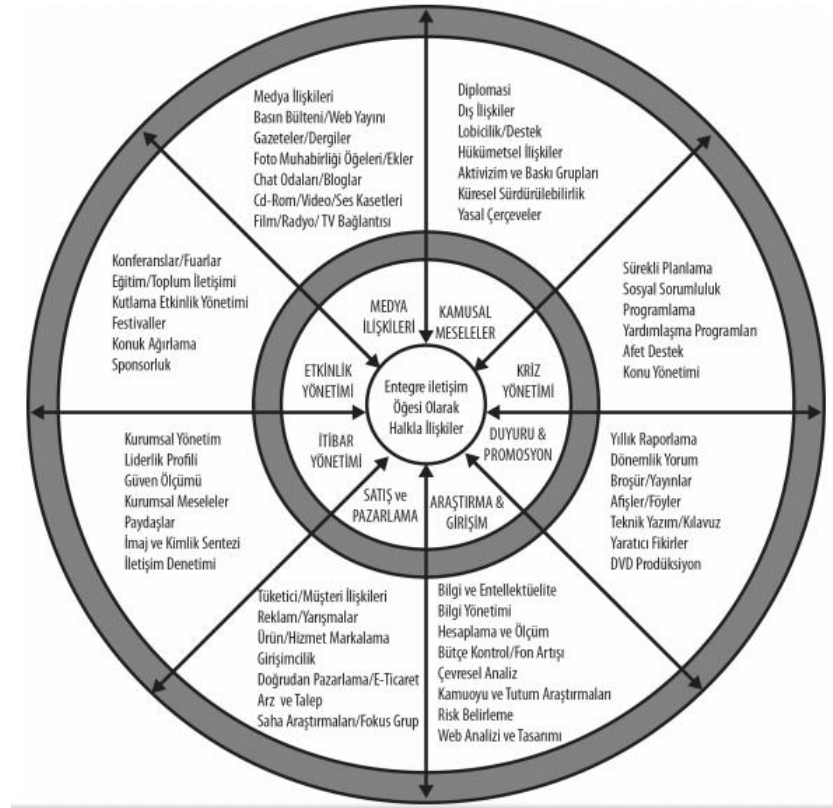 Medya İlişkileri
Basın Bülteni/Web Yayını
Gazeteler/Dergiler
Foto Muhabirliği Öğeleri/Ekler
Chat Odaları/Bloglar
Cd-Rom/Video/Ses Kasetleri
Film/Radyo/ TV Bağlantısı
Diplomasi
Dış İlişkiler
Lobicilik/Destek
Hükümetsel İlişkiler
Aktivizim ve Baskı Grupları
Küresel Sürdürülebilirlik
Yasal Çerçeveler
Konferanslar/Fuarlar
Eğitim/Toplum İletişimi
Kutlama Etkinlik Yönetimi
Festivaller
Konuk Ağırlama
Sponsorluk
Sürekli Planlama
Sosyal Sorumluluk
Programlama
Yardımlaşma Programları
Afet Destek
Konu Yönetimi
MEDYA
İLİŞKİLERİ
KAMUSAL
MESELELER
ETKİNLİK
YÖNETİMİ
KRİZ
YÖNETİMİ
Entegre iletişim
Öğesi Olarak
Halkla İlişkiler
İTİBAR
YÖNETİMİ
DUYURU &
PROMOSYON
SATIŞ ve
PAZARLAMA
ARAŞTIRMA &
GİRİŞİM
Kurumsal Yönetim
Liderlik Profili
Güven Ölçümü
Kurumsal Meseleler
Paydaşlar
İmaj ve Kimlik Sentezi
İletişim Denetimi
Yıllık Raporlama
Dönemlik Yorum
Broşür/Yayınlar
Afişler/Föyler
Teknik Yazım/Kılavuz
Yaratıcı Fikirler
DVD Prodüksiyon
Tüketici/Müşteri İlişkileri
Reklam/Yarışmalar
Ürün/Hizmet Markalama
Girişimcilik
Doğrudan Pazarlama/E-Ticaret
Arz ve Talep
Saha Araştırmaları/Fokus Grup
Bilgi ve Entellektüelite
Bilgi Yönetimi
Hesaplama ve Ölçüm
Bütçe Kontrol/Fon Artışı
Çevresel Analiz
Kamuoyu ve Tutum Araştırmaları
Risk Belirleme
Web Analizi ve Tasarımı